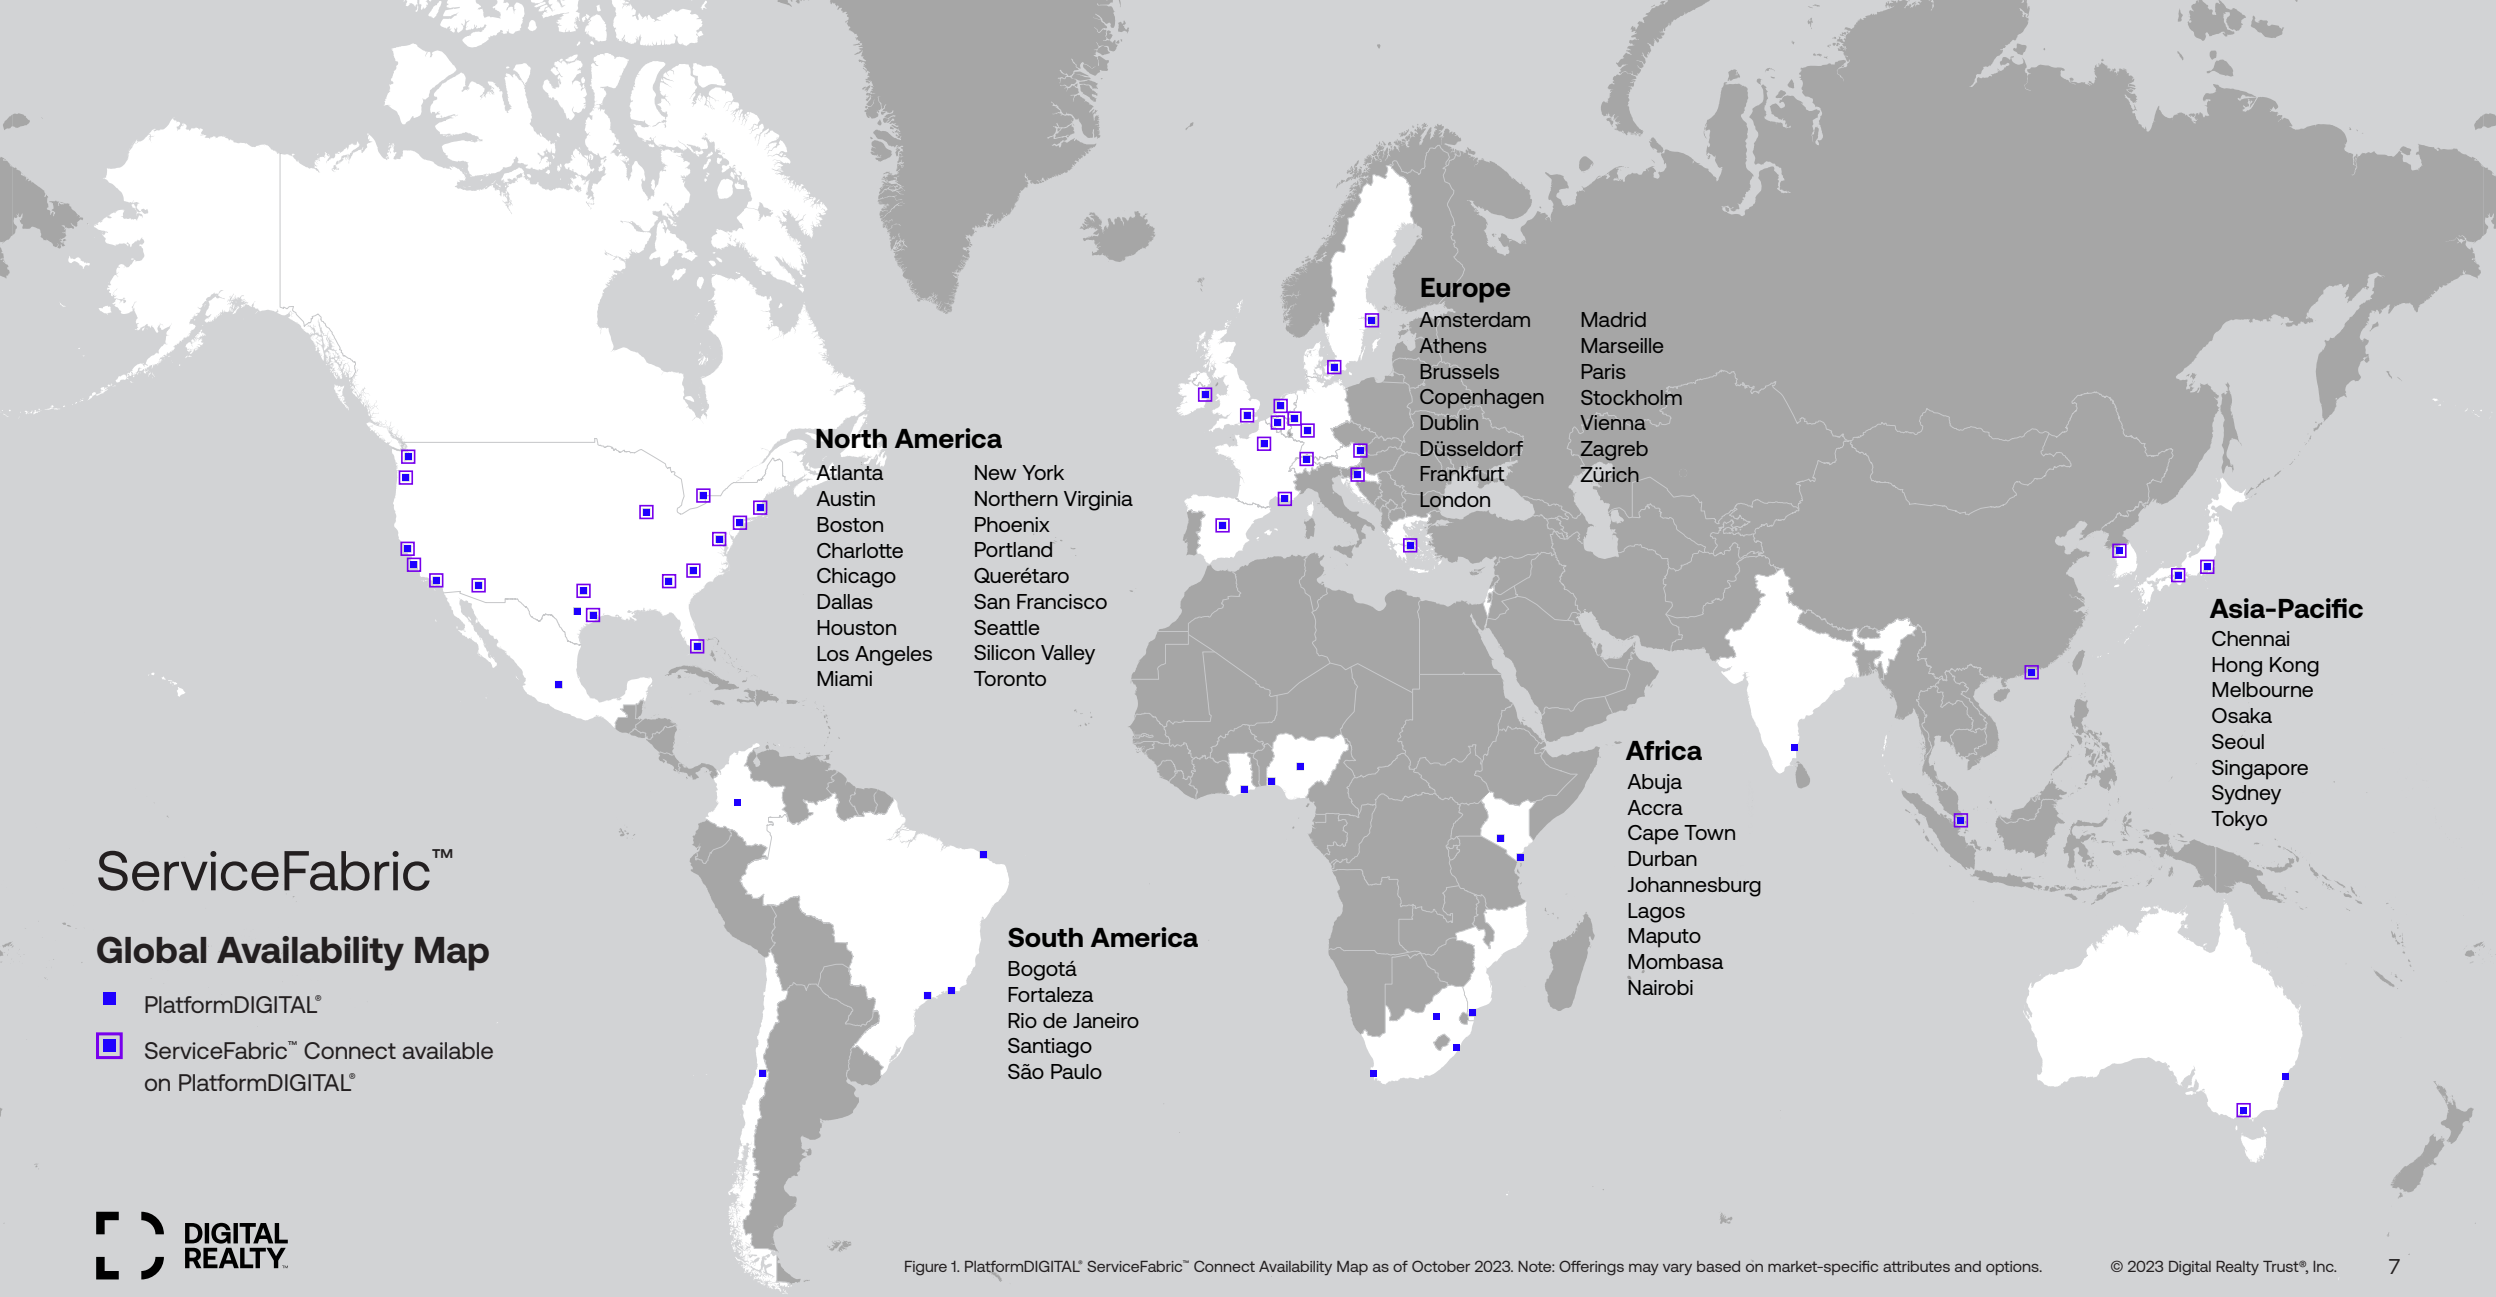 Europe
Amsterdam
Athens
Brussels
Copenhagen
Dublin
Düsseldorf
Frankfurt
London
Madrid
Marseille
Paris
Stockholm
Vienna
Zagreb
Zürich
North America
Atlanta
Austin
Boston
Charlotte
Chicago
Dallas
Houston
Los Angeles
Miami
New York
Northern Virginia
Phoenix
Portland
Querétaro
San Francisco
Seattle
Silicon Valley
Toronto
Asia-Pacific
Chennai
Hong Kong
Melbourne
Osaka
Seoul
Singapore
Sydney
Tokyo
Africa
Abuja
Accra
Cape Town
Durban
Johannesburg
Lagos
Maputo
Mombasa
Nairobi
South America
Bogotá
Fortaleza
Rio de Janeiro
Santiago
São Paulo
ServiceFabric™
Global Availability Map
PlatformDIGITAL®
ServiceFabric™ Connect available
on PlatformDIGITAL®
DIGITAL
REALTY™
Figure 1. PlatformDIGITAL® ServiceFabric™ Connect Availability Map as of October 2023. Note: Offerings may vary based on market-specific attributes and options.
© 2023 Digital Realty Trust®, Inc.
7